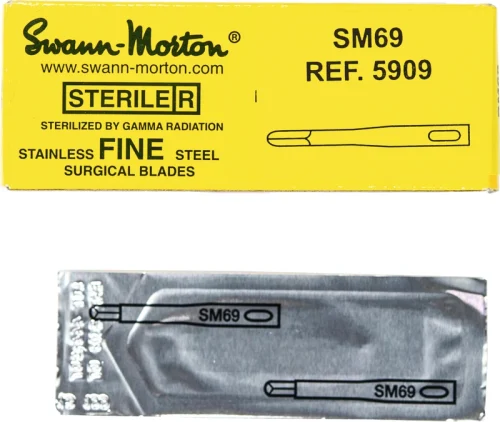 Swann-Morton®
www.swann-morton.com
STERILE R
STERILIZED BY GAMMA RADIATION
STAINLESS FINE STEEL
SURGICAL BLADES
SM69
REF. 5909
SM69
SM69